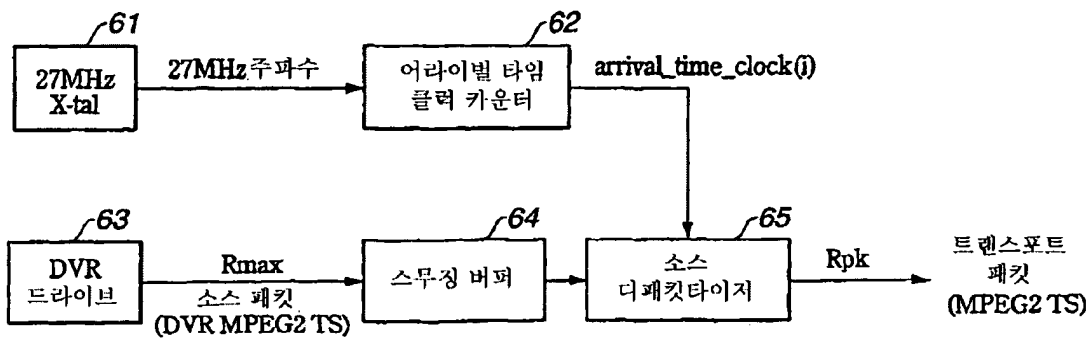 61
27MHz
X-tal
27MHz 주파수
62
어라이벌 타임
클럭 카운터
arrival_time_clock(i)
63
DVR
드라이브
Rmax
소스 패킷
(DVR MPEG2 TS)
64
스무징 버퍼
65
소스
디패킷타이저
Rpk
트랜스포트
패킷
(MPEG2 TS)